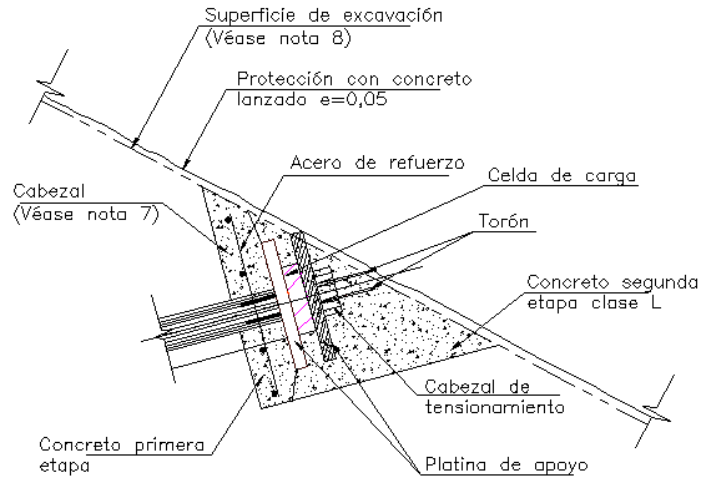 Superficie de excavación
(Véase nota 8)
Protección con concreto
lanzado e=0,05
Acero de refuerzo
Celda de carga
Cabezal
(Véase nota 7)
Torón
Concreto segunda
etapa clase L
Cabezal de
tensionamiento
Concreto primera
etapa
Platina de apoyo